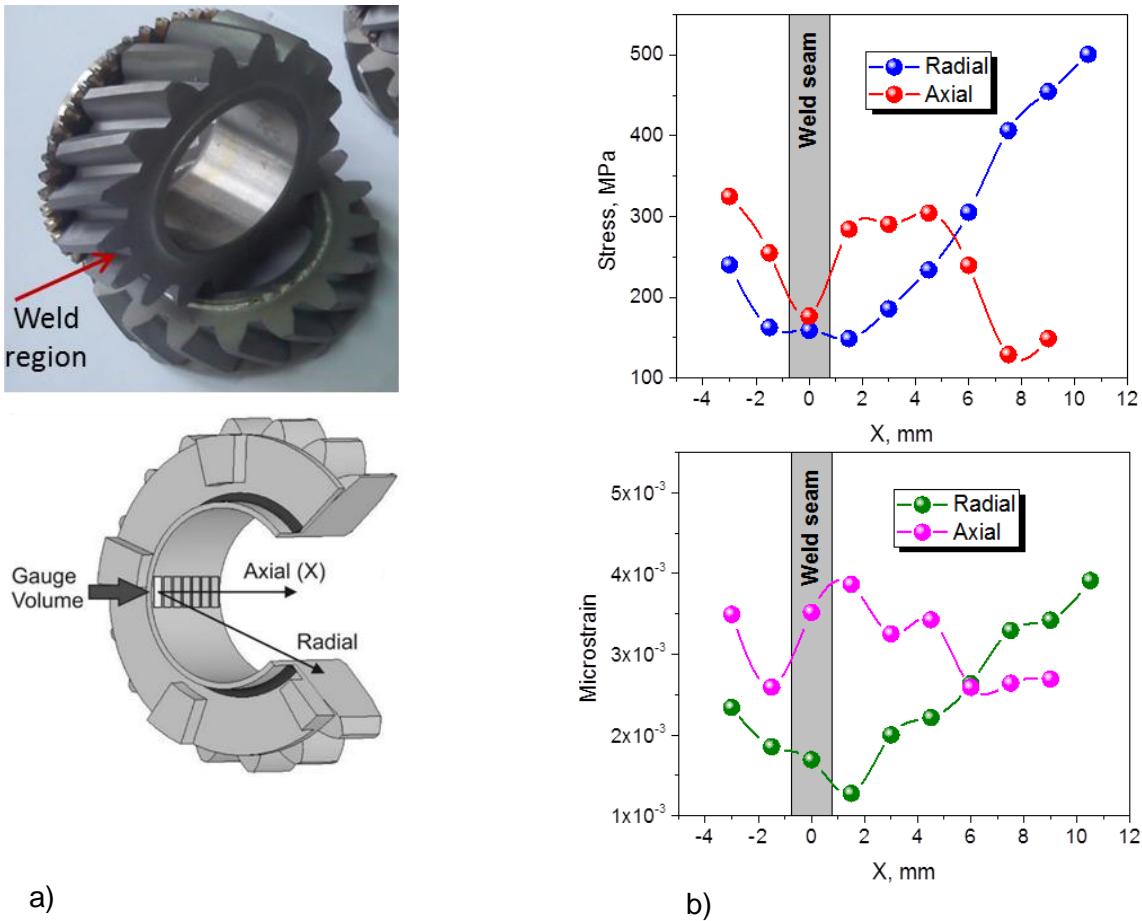 Weld
region
Gauge
Volume
Axial (X)
Radial
a)
500
400
300
200
100
Stress, MPa
Weld seam
Radial
Axial
-4 -2 0 2 4 6 8 10 12
X, mm
5x10⁻³
4x10⁻³
3x10⁻³
2x10⁻³
1x10⁻³
Microstrain
Weld seam
Radial
Axial
-4 -2 0 2 4 6 8 10 12
X, mm
b)